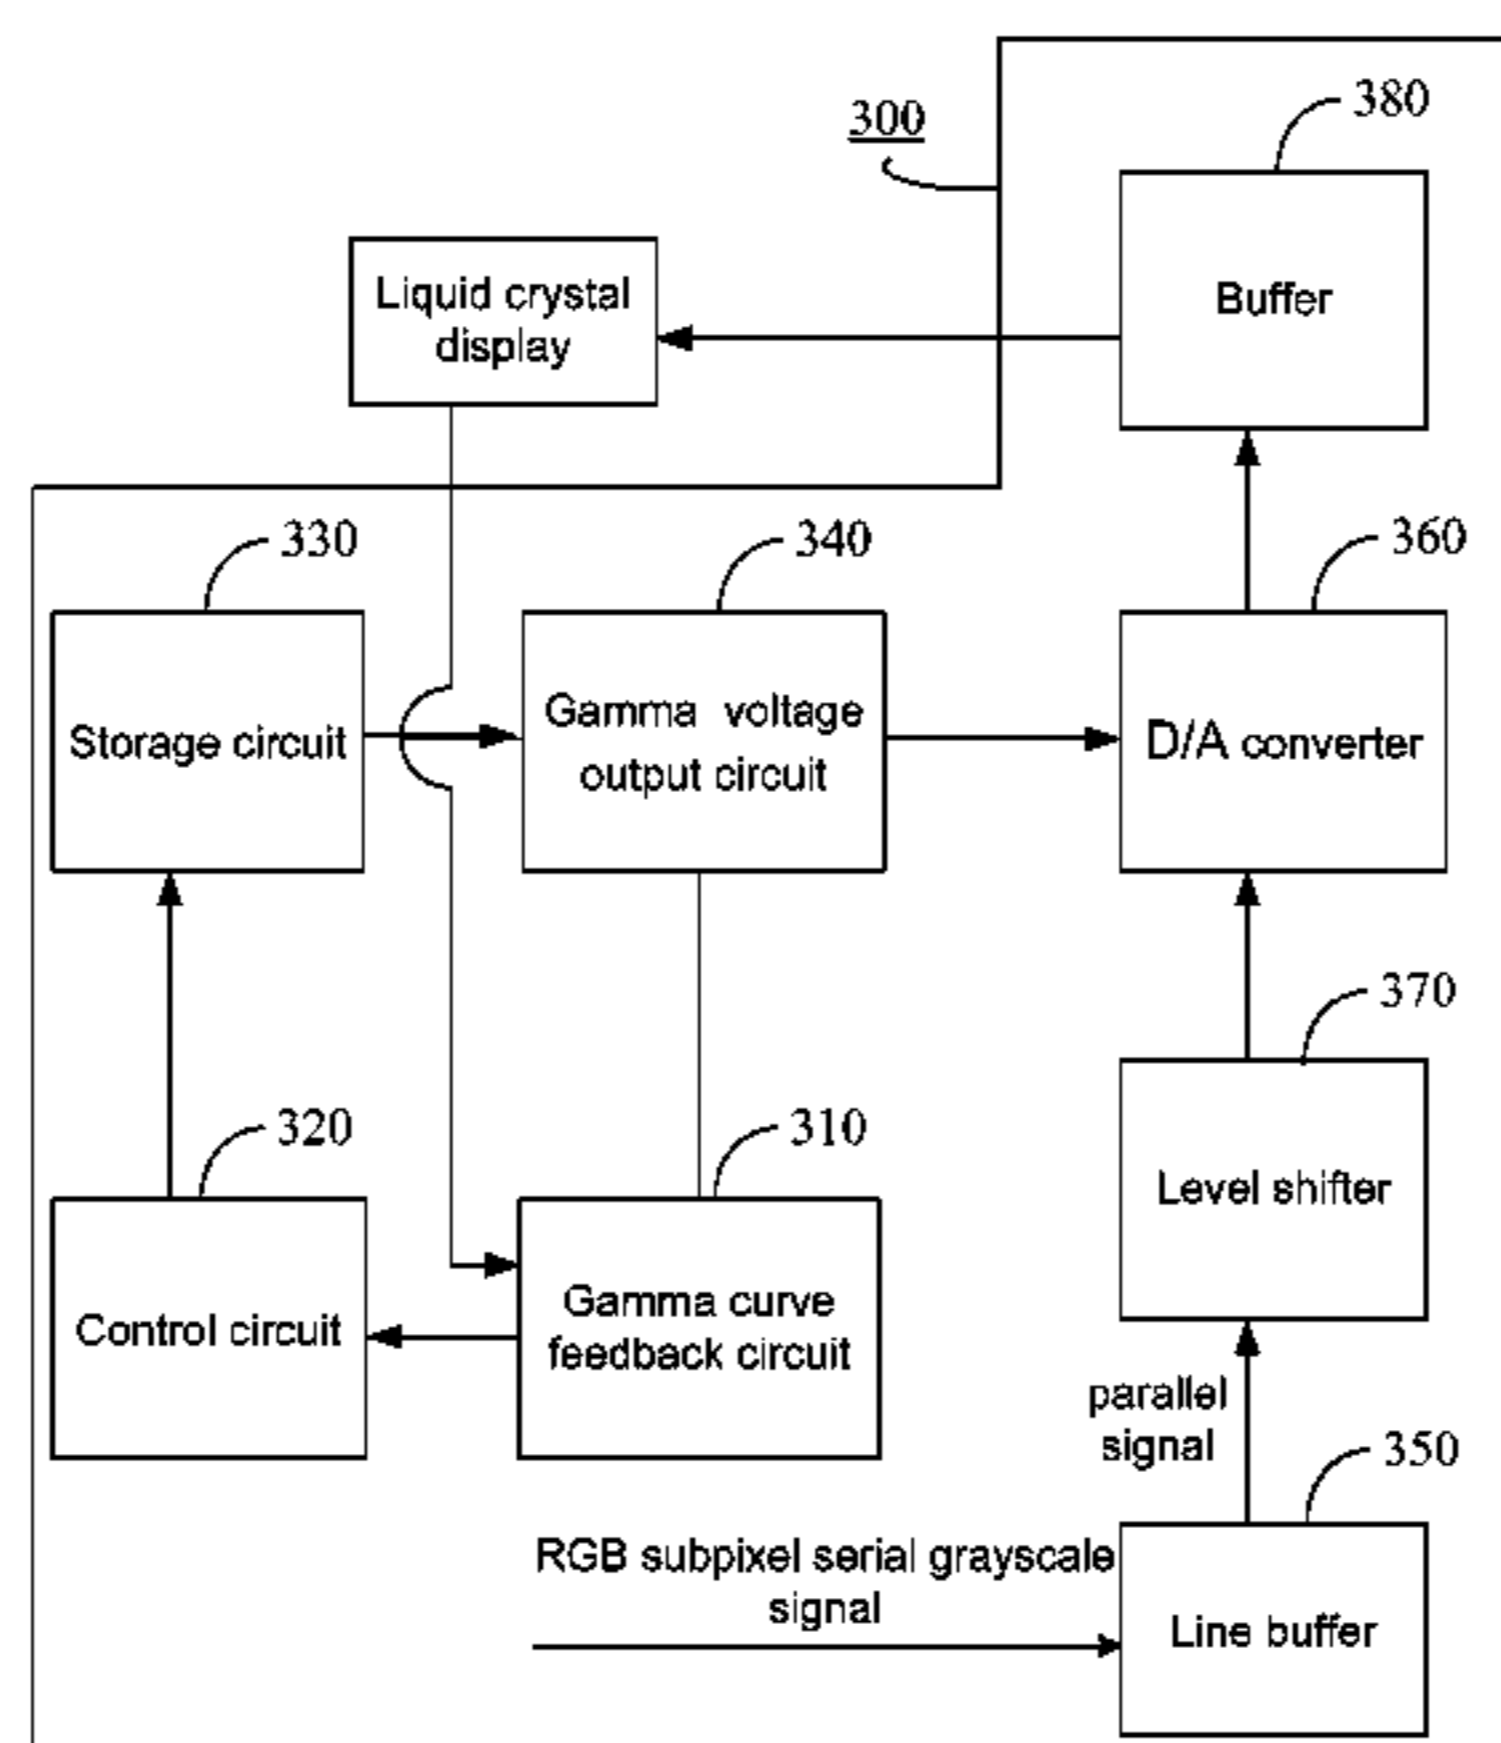 380
300
Liquid crystal
display
Buffer
330
340
360
Storage circuit
Gamma voltage
output circuit
D/A converter
370
320
310
Level shifter
Control circuit
Gamma curve
feedback circuit
parallel
signal
350
RGB subpixel serial grayscale
signal
Line buffer